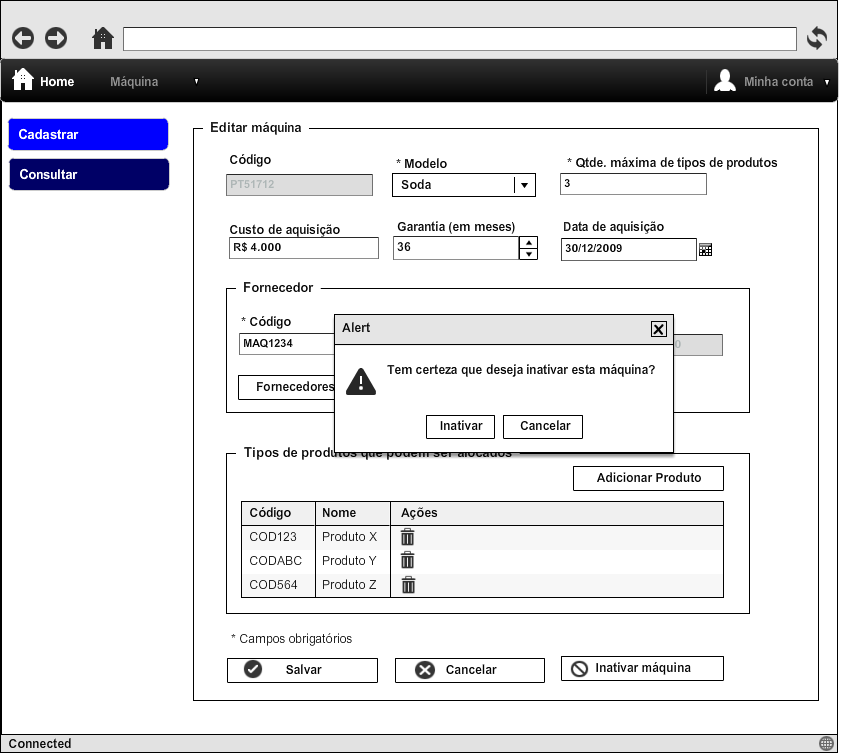 Home Máquina Minha conta
Cadastrar
Consultar
Editar máquina
Código * Modelo * Qtde. máxima de tipos de produtos
PT51712 Soda 3
Custo de aquisição Garantia (em meses) Data de aquisição
R$ 4.000 36 30/12/2009
Fornecedor
* Código
MAQ1234 0
Fornecedores
Alert
Tem certeza que deseja inativar esta máquina?
Inativar Cancelar
Tipos de produtos que podem ser alocados
Adicionar Produto
Código Nome Ações
COD123 Produto X
CODABC Produto Y
COD564 Produto Z
* Campos obrigatórios
Salvar Cancelar Inativar máquina
Connected